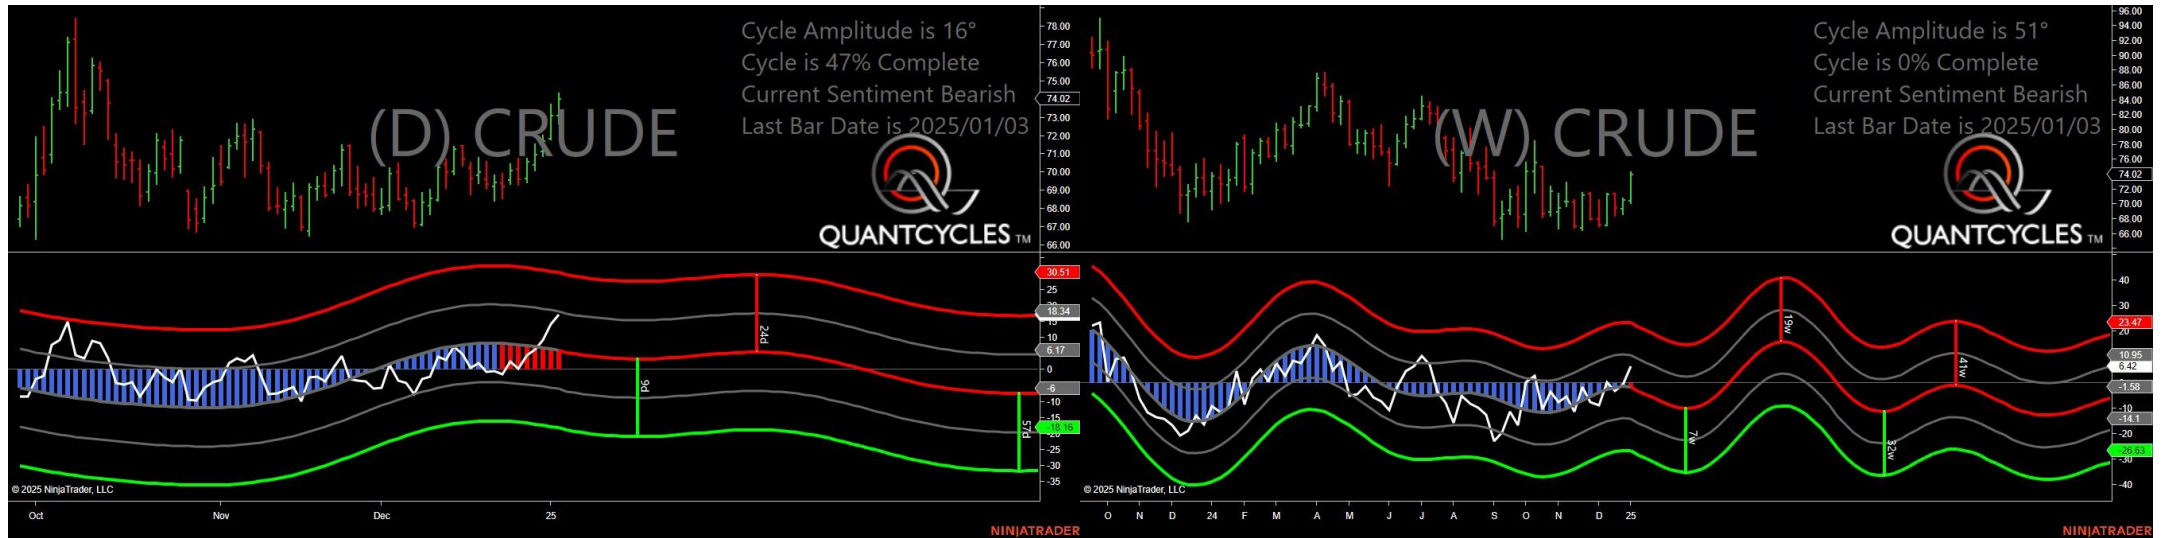 Cycle Amplitude is 16°
Cycle is 47% Complete
Current Sentiment Bearish
Last Bar Date is 2025/01/03
(D) CRUDE
QUANTCYCLES TM
78.00
77.00
76.00
75.00
74.02
73.00
72.00
71.00
70.00
69.00
68.00
67.00
66.00
30.51
25
18.34
15
10
6.17
0
-6
-10
-15
-18.16
-25
-30
-35
24d
9d
57d
© 2025 NinjaTrader, LLC
Oct Nov Dec 25
NINJATRADER
Cycle Amplitude is 51°
Cycle is 0% Complete
Current Sentiment Bearish
Last Bar Date is 2025/01/03
(W) CRUDE
QUANTCYCLES TM
96.00
94.00
92.00
90.00
88.00
86.00
84.00
82.00
80.00
78.00
76.00
74.02
72.00
70.00
68.00
66.00
40
30
23.47
20
10.95
6.42
-1.58
-10
-14.1
-20
-26.63
-30
-40
19w
41w
7w
32w
© 2025 NinjaTrader, LLC
O N D 24 F M A M J J A S O N D 25
NINJATRADER